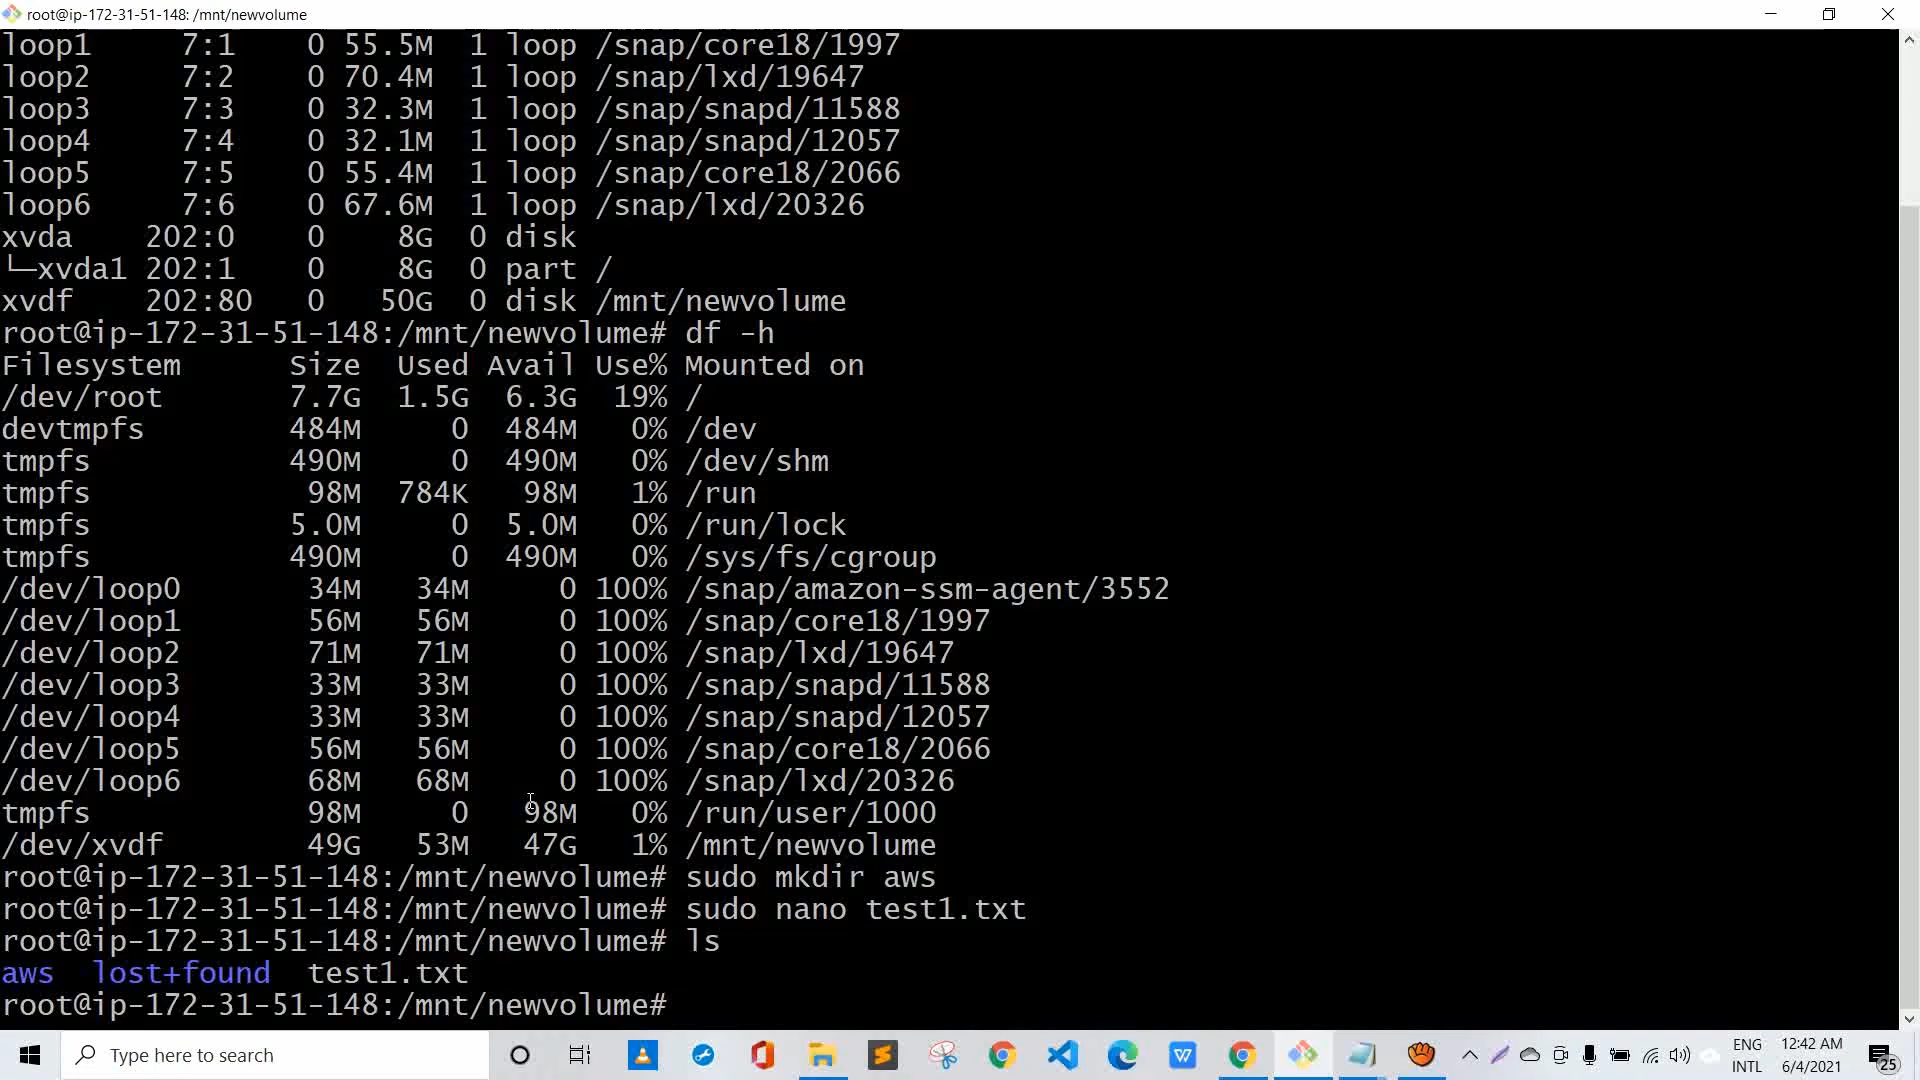 root@ip-172-31-51-148: /mnt/newvolume
loop1     7:1    0 55.5M  1 loop /snap/core18/1997
loop2     7:2    0 70.4M  1 loop /snap/lxd/19647
loop3     7:3    0 32.3M  1 loop /snap/snapd/11588
loop4     7:4    0 32.1M  1 loop /snap/snapd/12057
loop5     7:5    0 55.4M  1 loop /snap/core18/2066
loop6     7:6    0 67.6M  1 loop /snap/lxd/20326
xvda    202:0    0    8G  0 disk
└─xvda1 202:1    0    8G  0 part /
xvdf    202:80   0   50G  0 disk /mnt/newvolume
root@ip-172-31-51-148:/mnt/newvolume# df -h
Filesystem      Size  Used Avail Use% Mounted on
/dev/root       7.7G  1.5G  6.3G  19% /
devtmpfs        484M     0  484M   0% /dev
tmpfs           490M     0  490M   0% /dev/shm
tmpfs            98M  784K   98M   1% /run
tmpfs           5.0M     0  5.0M   0% /run/lock
tmpfs           490M     0  490M   0% /sys/fs/cgroup
/dev/loop0       34M   34M     0 100% /snap/amazon-ssm-agent/3552
/dev/loop1       56M   56M     0 100% /snap/core18/1997
/dev/loop2       71M   71M     0 100% /snap/lxd/19647
/dev/loop3       33M   33M     0 100% /snap/snapd/11588
/dev/loop4       33M   33M     0 100% /snap/snapd/12057
/dev/loop5       56M   56M     0 100% /snap/core18/2066
/dev/loop6       68M   68M     0 100% /snap/lxd/20326
tmpfs            98M     0   98M   0% /run/user/1000
/dev/xvdf        49G   53M   47G   1% /mnt/newvolume
root@ip-172-31-51-148:/mnt/newvolume# sudo mkdir aws
root@ip-172-31-51-148:/mnt/newvolume# sudo nano test1.txt
root@ip-172-31-51-148:/mnt/newvolume# ls
aws  lost+found  test1.txt
root@ip-172-31-51-148:/mnt/newvolume#
Type here to search
ENG 12:42 AM
INTL 6/4/2021
25